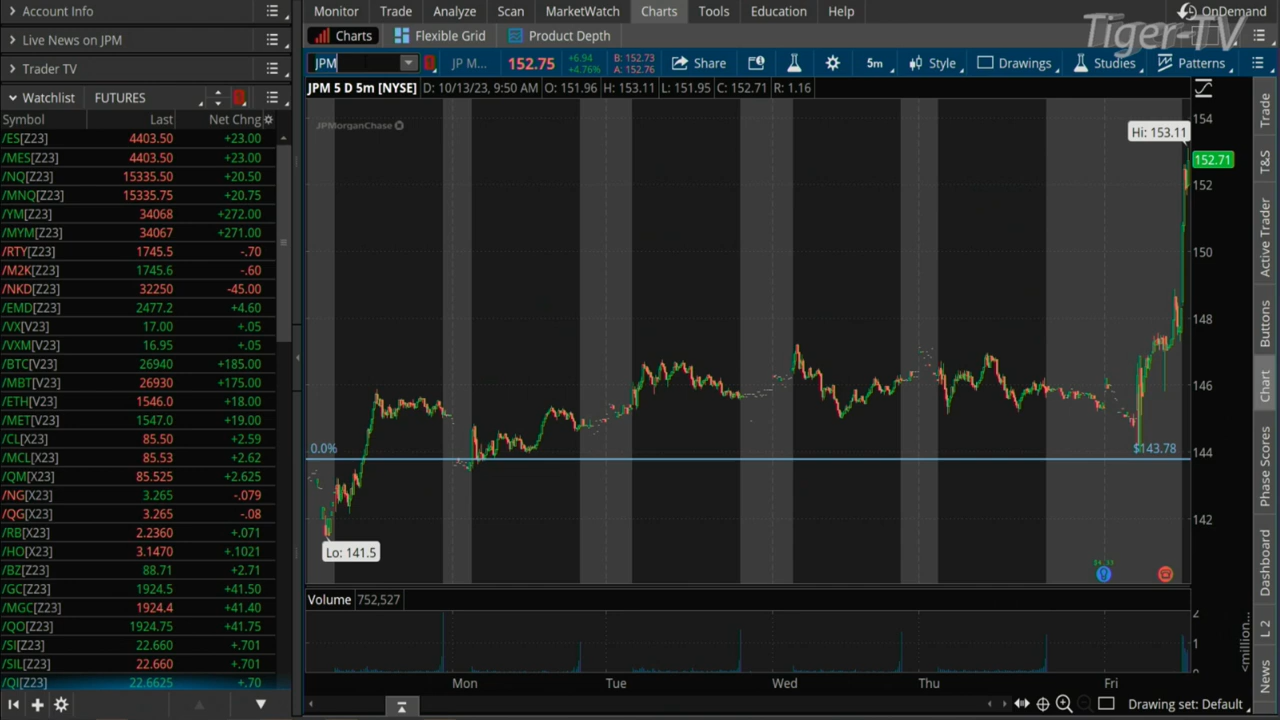 Account Info
Live News on JPM
Trader TV
Watchlist FUTURES
Symbol Last Net Chng
/ES[Z23] 4403.50 +23.00
/MES[Z23] 4403.50 +23.00
/NQ[Z23] 15335.50 +20.50
/MNQ[Z23] 15335.75 +20.75
/YM[Z23] 34068 +272.00
/MYM[Z23] 34067 +271.00
/RTY[Z23] 1745.5 -.70
/M2K[Z23] 1745.6 -.60
/NKD[Z23] 32250 -45.00
/EMD[Z23] 2477.2 +4.60
/VX[V23] 17.00 +.05
/VXM[V23] 16.95 +.05
/BTC[V23] 26940 +185.00
/MBT[V23] 26930 +175.00
/ETH[V23] 1546.0 +18.00
/MET[V23] 1547.0 +19.00
/CL[X23] 85.50 +2.59
/MCL[X23] 85.53 +2.62
/QM[X23] 85.525 +2.625
/NG[X23] 3.265 -.079
/QG[X23] 3.265 -.08
/RB[X23] 2.2360 +.071
/HO[X23] 3.1470 +.1021
/BZ[Z23] 88.71 +2.71
/GC[Z23] 1924.5 +41.50
/MGC[Z23] 1924.4 +41.40
/QO[Z23] 1924.75 +41.75
/SI[Z23] 22.660 +.701
/SIL[Z23] 22.660 +.701
/QI[Z23] 22.6625 +.70
Monitor Trade Analyze Scan MarketWatch Charts Tools Education Help
OnDemand
Tiger-TV
Charts Flexible Grid Product Depth
JPM JP M... 152.75 +6.94 +4.76% B: 152.73 A: 152.76 Share 5m Style Drawings Studies Patterns
JPM 5 D 5m [NYSE] D: 10/13/23, 9:50 AM O: 151.96 H: 153.11 L: 151.95 C: 152.71 R: 1.16
JPMorganChase
Hi: 153.11
154
152.71
152
150
148
146
144
142
0.0%
$143.78
Lo: 141.5
Volume 752,527
2
1
0
<million...
Mon Tue Wed Thu Fri
Drawing set: Default
Trade
T&S
Active Trader
Buttons
Chart
Phase Scores
Dashboard
L 2
News